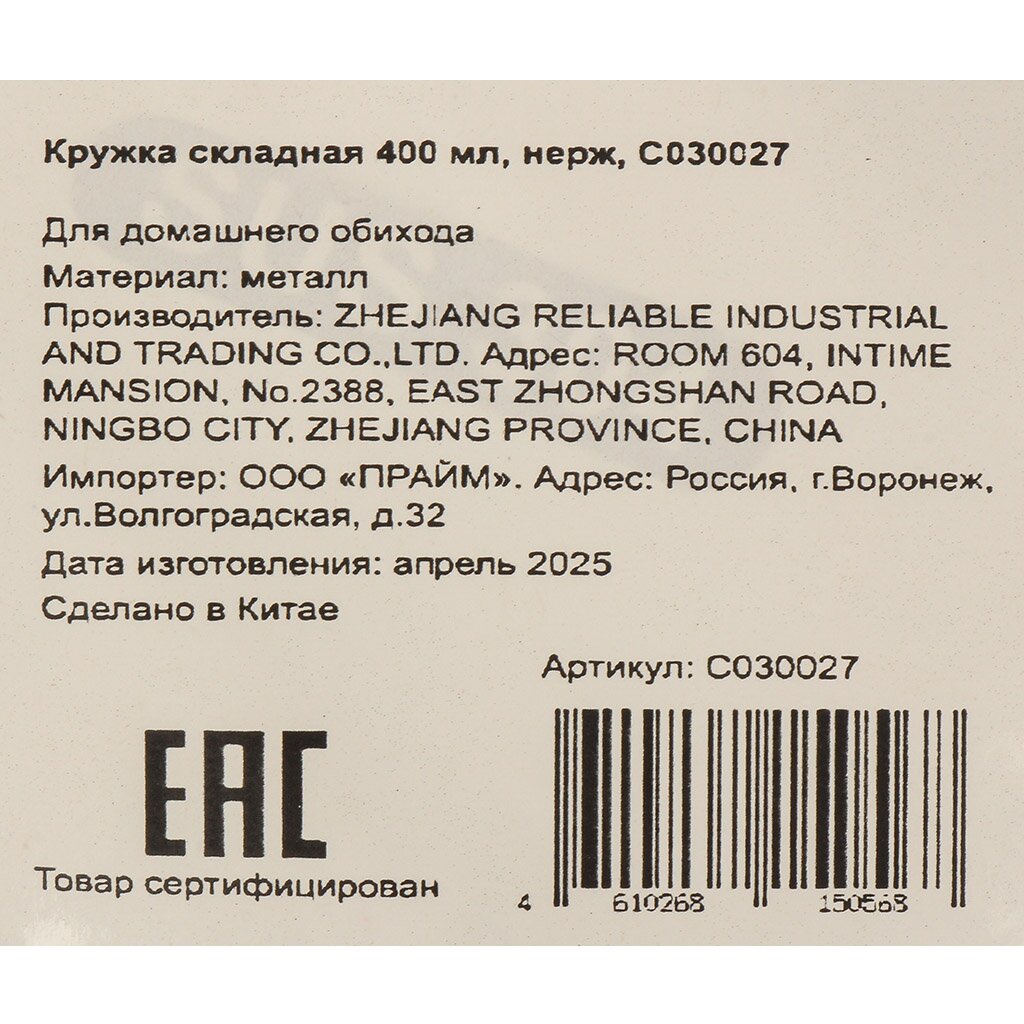 Кружка складная 400 мл, нерж, С030027
Для домашнего обихода
Материал: металл
Производитель: ZHEJIANG RELIABLE INDUSTRIAL
AND TRADING CO.,LTD. Адрес: ROOM 604, INTIME
MANSION, No.2388, EAST ZHONGSHAN ROAD,
NINGBO CITY, ZHEJIANG PROVINCE, CHINA
Импортер: ООО «ПРАЙМ». Адрес: Россия, г.Воронеж,
ул.Волгоградская, д.32
Дата изготовления: апрель 2025
Сделано в Китае
Артикул: С030027
EAC
Товар сертифицирован
4 610268 150568